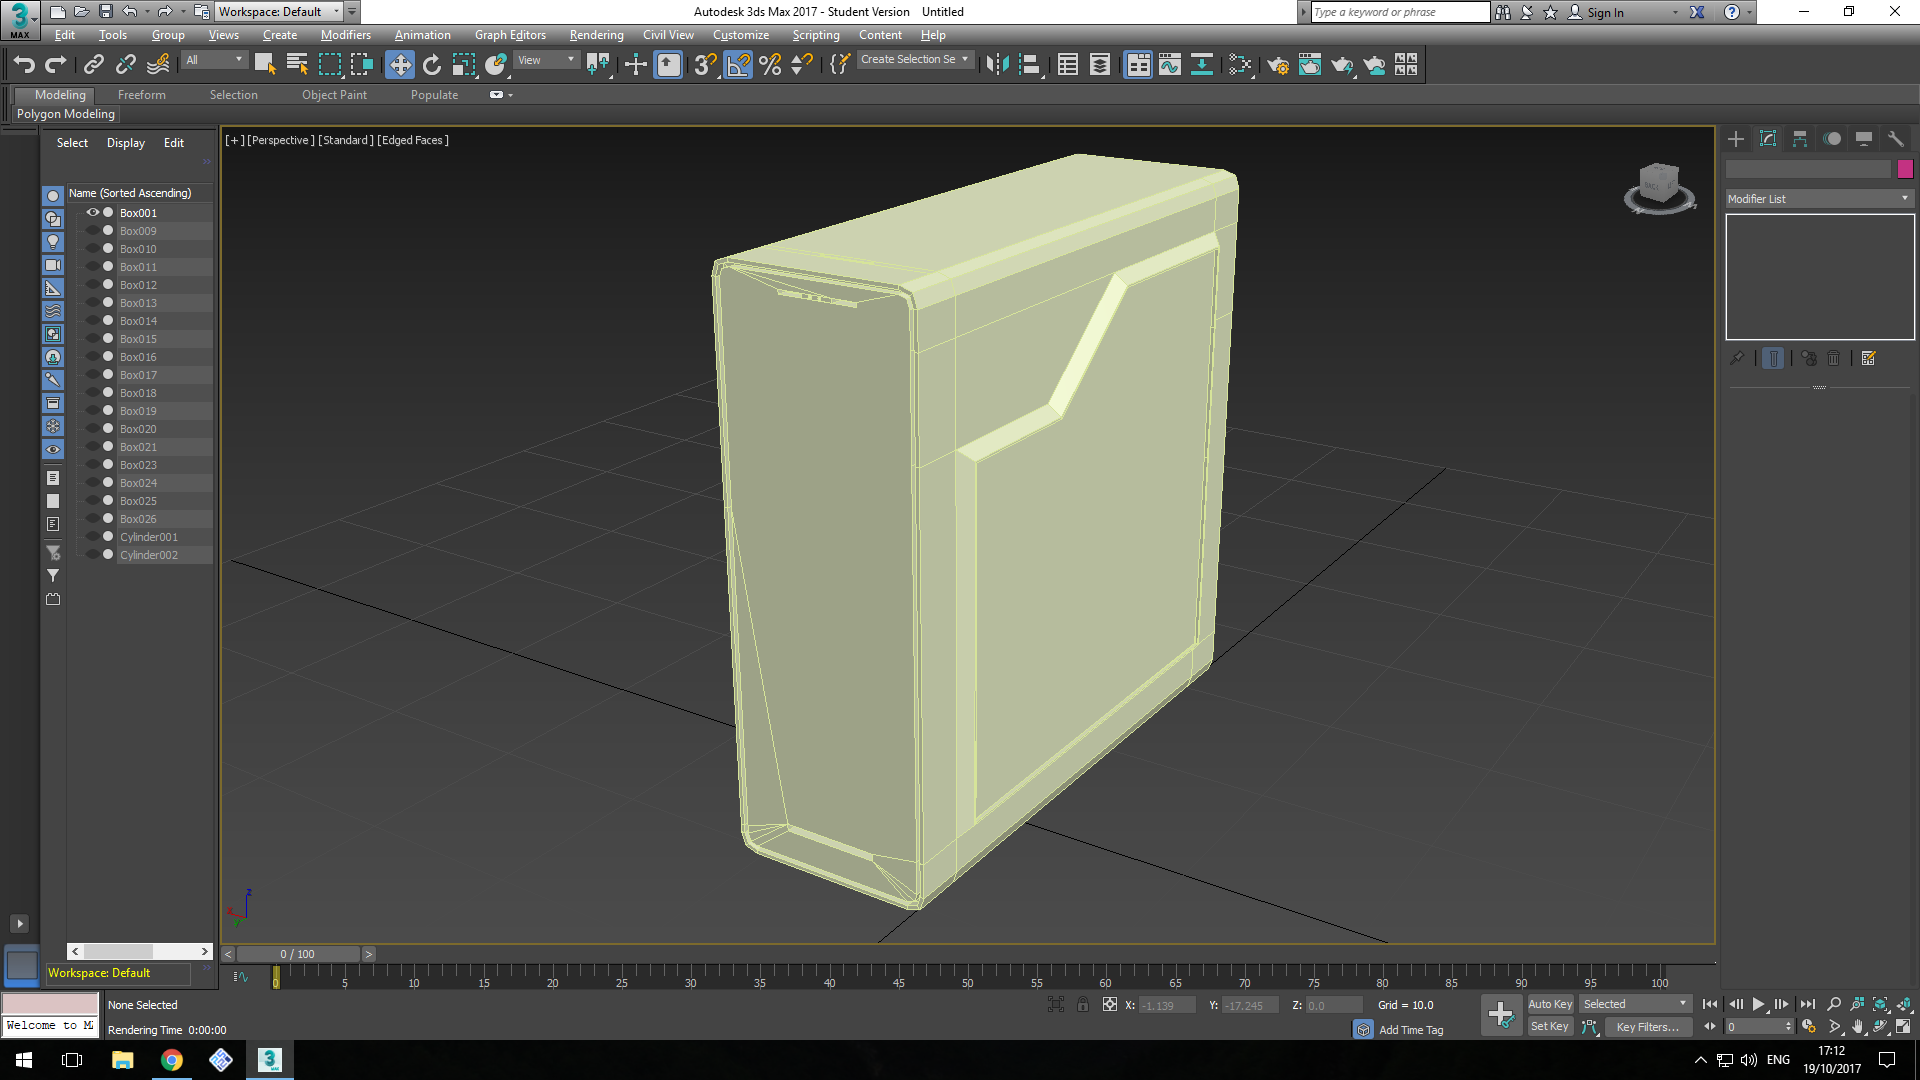 3
MAX
Workspace: Default
Autodesk 3ds Max 2017 - Student Version Untitled
Type a keyword or phrase
Sign In
Edit Tools Group Views Create Modifiers Animation Graph Editors Rendering Civil View Customize Scripting Content Help
All
View
3
Create Selection Se
Modeling Freeform Selection Object Paint Populate
Polygon Modeling
Select Display Edit
[+] [Perspective] [Standard] [Edged Faces]
Name (Sorted Ascending)
Box001
Box009
Box010
Box011
Box012
Box013
Box014
Box015
Box016
Box017
Box018
Box019
Box020
Box021
Box023
Box024
Box025
Box026
Cylinder001
Cylinder002
Modifier List
BACK
z
x
y
0 / 100
Workspace: Default
0 5 10 15 20 25 30 35 40 45 50 55 60 65 70 75 80 85 90 95 100
None Selected
X: -1.139 Y: -17.245 Z: 0.0 Grid = 10.0
Auto Key Selected
Welcome to M
Rendering Time 0:00:00
Add Time Tag
Set Key Key Filters...
0
3
MAX
ENG
17:12
19/10/2017